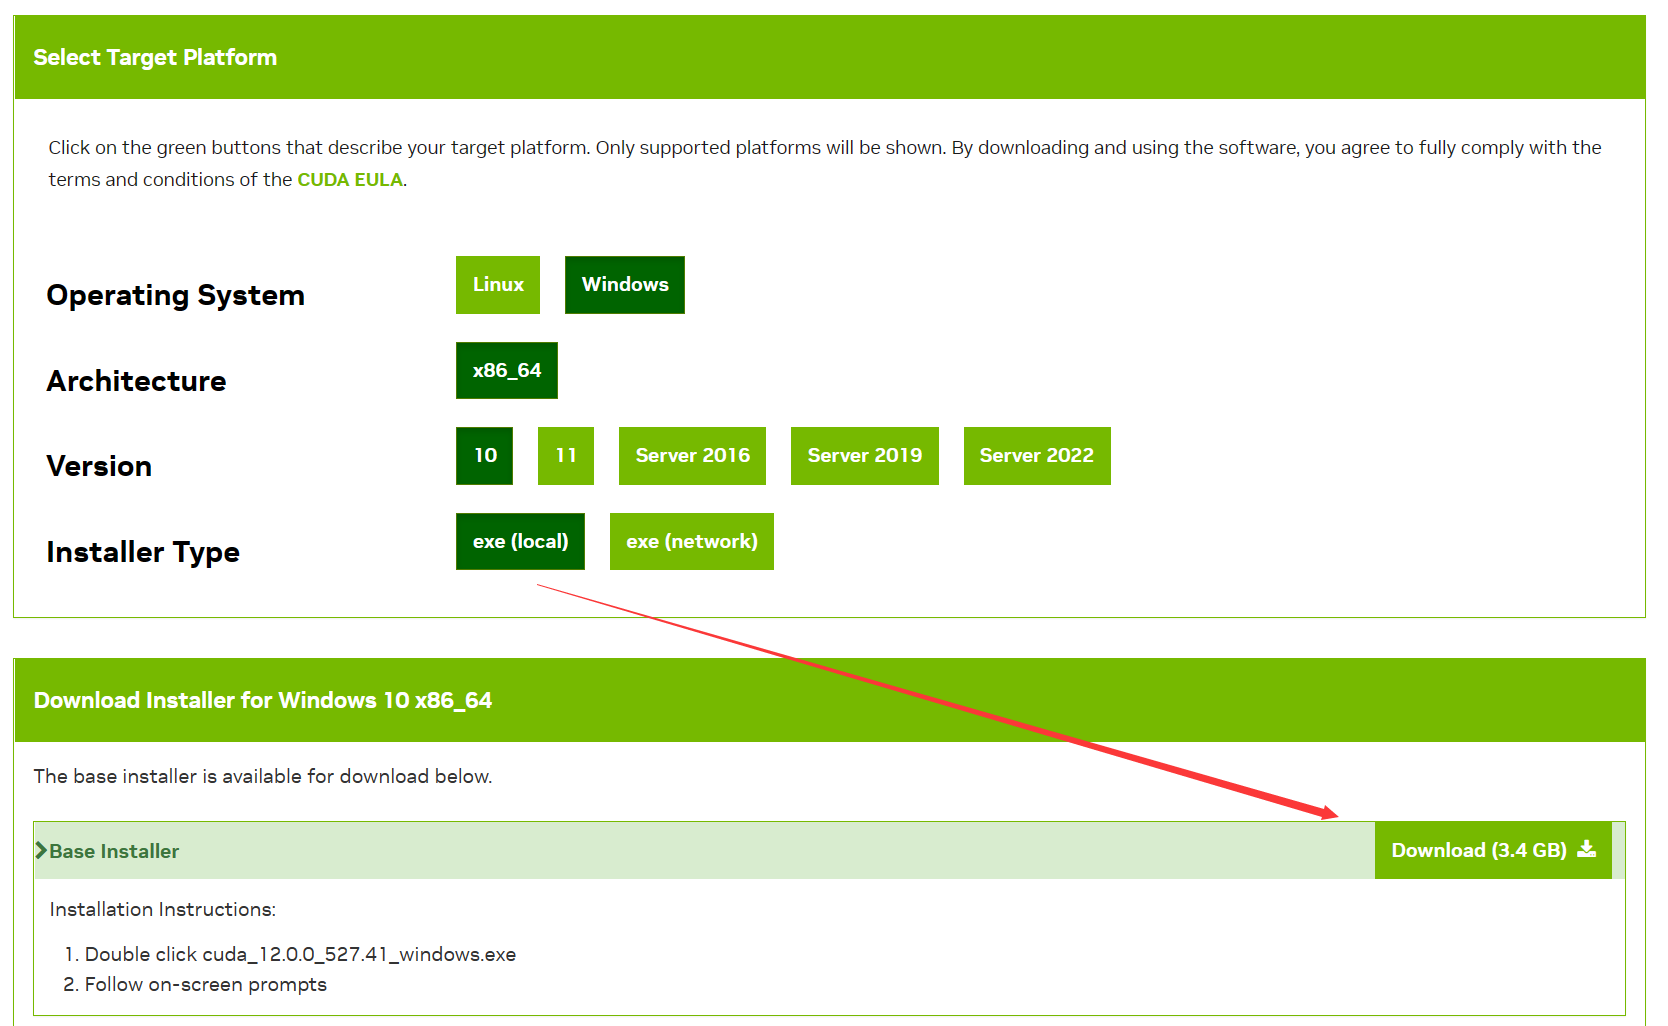 Select Target Platform
Click on the green buttons that describe your target platform. Only supported platforms will be shown. By downloading and using the software, you agree to fully comply with the
terms and conditions of the CUDA EULA.
Operating System
Linux Windows
Architecture
x86_64
Version
10 11 Server 2016 Server 2019 Server 2022
Installer Type
exe (local) exe (network)
Download Installer for Windows 10 x86_64
The base installer is available for download below.
Base Installer Download (3.4 GB)
Installation Instructions:
1. Double click cuda_12.0.0_527.41_windows.exe
2. Follow on-screen prompts